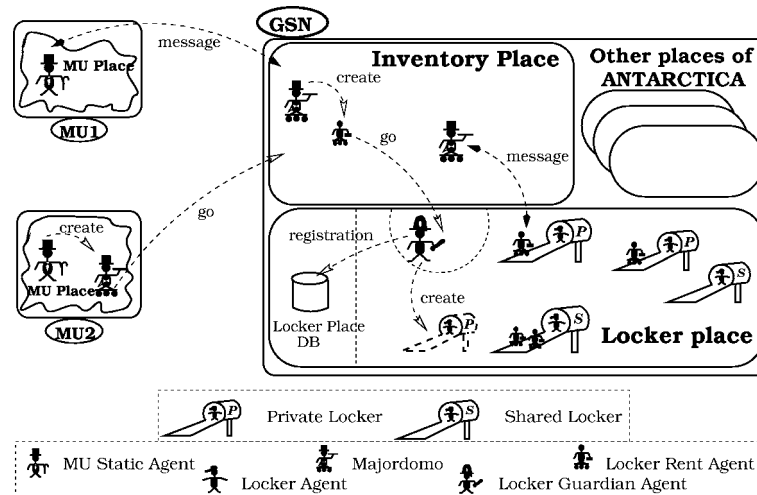 GSN
message
MU Place
MU1
Inventory Place
create
go
message
Other places of
ANTARCTICA
go
create
MU Place
MU2
registration
Locker Place
DB
create
P
P
P
S
S
Locker place
P
Private Locker
S
Shared Locker
MU Static Agent
Locker Agent
Majordomo
Locker Guardian Agent
Locker Rent Agent